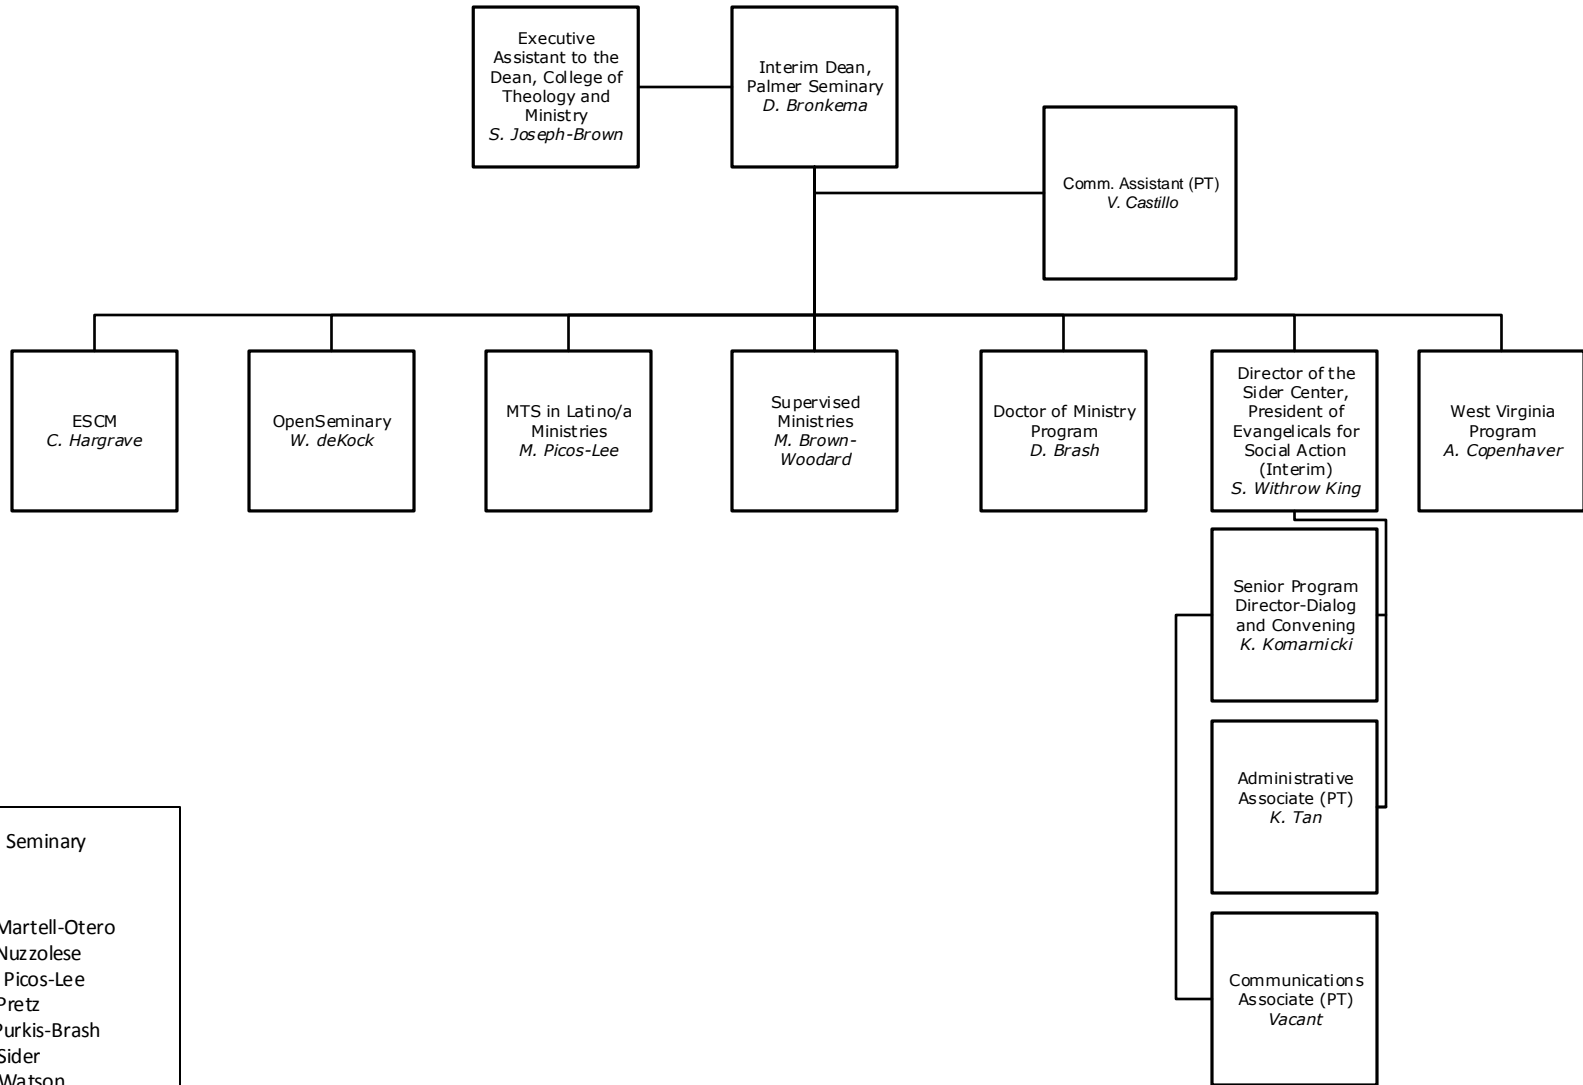 Executive
Assistant to the
Dean, College of
Theology and
Ministry
S. Joseph-Brown
Interim Dean,
Palmer Seminary
D. Bronkema
Comm. Assistant (PT)
V. Castillo
ESCM
C. Hargrave
OpenSeminary
W. deKock
MTS in Latino/a
Ministries
M. Picos-Lee
Supervised
Ministries
M. Brown-
Woodard
Doctor of Ministry
Program
D. Brash
Director of the
Sider Center,
President of
Evangelicals for
Social Action
(Interim)
S. Withrow King
West Virginia
Program
A. Copenhaver
Senior Program
Director-Dialog
and Convening
K. Komarnicki
Administrative
Associate (PT)
K. Tan
Communications
Associate (PT)
Vacant
Seminary
Martell-Otero
Nuzzolese
Picos-Lee
Pretz
Purkis-Brash
Sider
Watson